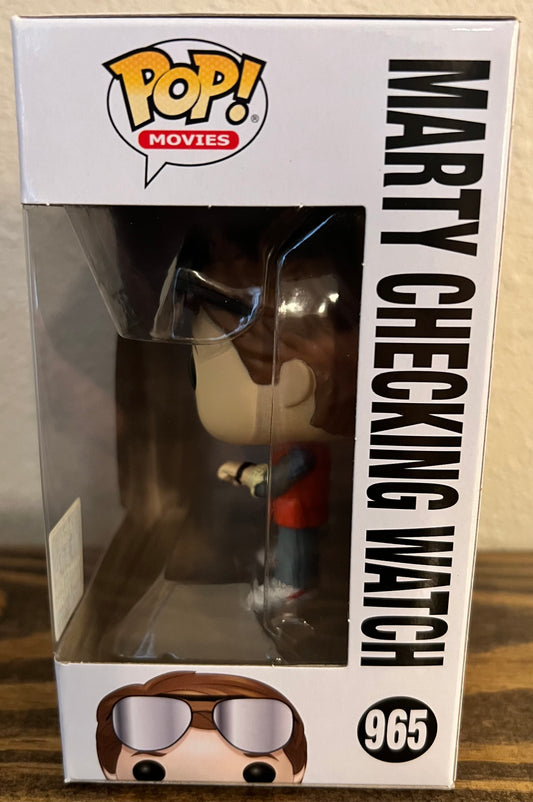 POP!
®
MOVIES
MARTY CHECKING WATCH
965